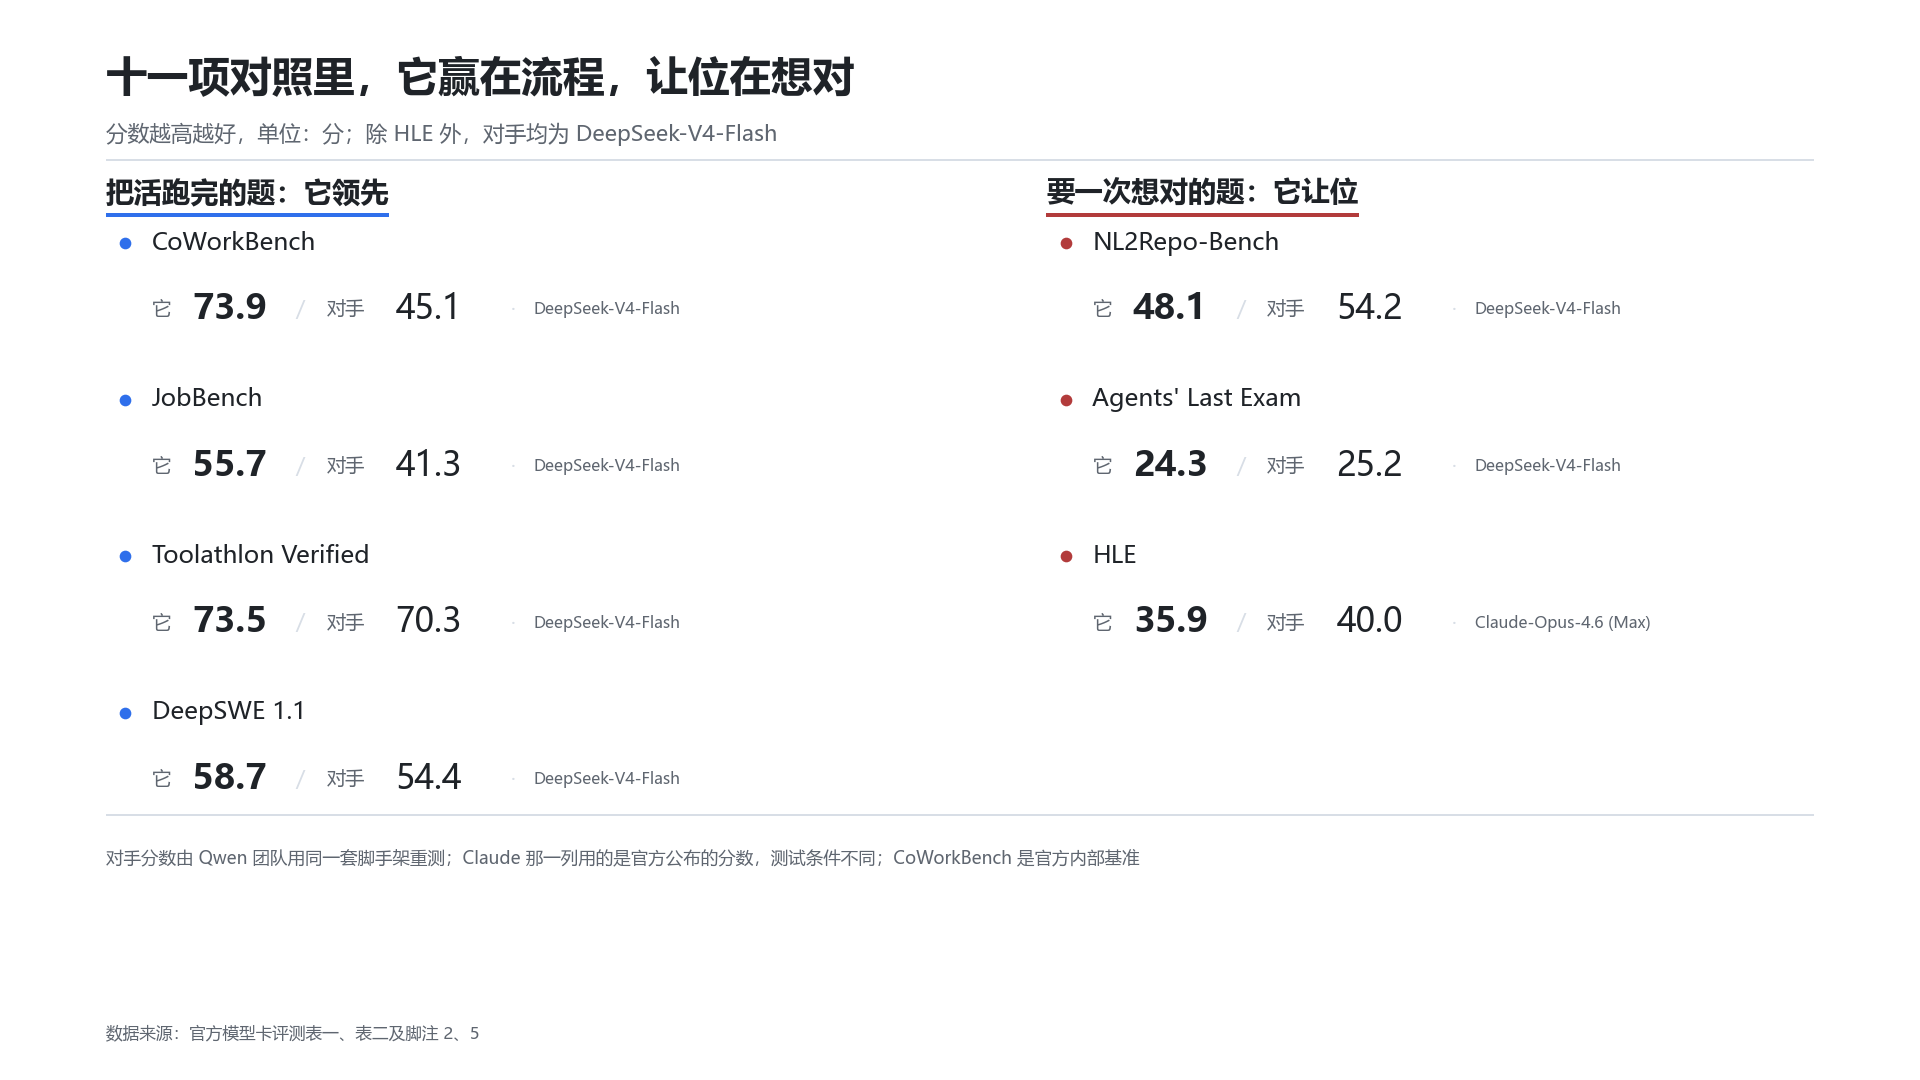 十一项对照里，它赢在流程，让位在想对
分数越高越好，单位：分；除 HLE 外，对手均为 DeepSeek-V4-Flash
把活跑完的题：它领先
CoWorkBench
它 73.9 / 对手 45.1 · DeepSeek-V4-Flash
JobBench
它 55.7 / 对手 41.3 · DeepSeek-V4-Flash
Toolathlon Verified
它 73.5 / 对手 70.3 · DeepSeek-V4-Flash
DeepSWE 1.1
它 58.7 / 对手 54.4 · DeepSeek-V4-Flash
要一次想对的题：它让位
NL2Repo-Bench
它 48.1 / 对手 54.2 · DeepSeek-V4-Flash
Agents' Last Exam
它 24.3 / 对手 25.2 · DeepSeek-V4-Flash
HLE
它 35.9 / 对手 40.0 · Claude-Opus-4.6 (Max)
对手分数由 Qwen 团队用同一套脚手架重测；Claude 那一列用的是官方公布的分数，测试条件不同；CoWorkBench 是官方内部基准
数据来源：官方模型卡评测表一、表二及脚注 2、5